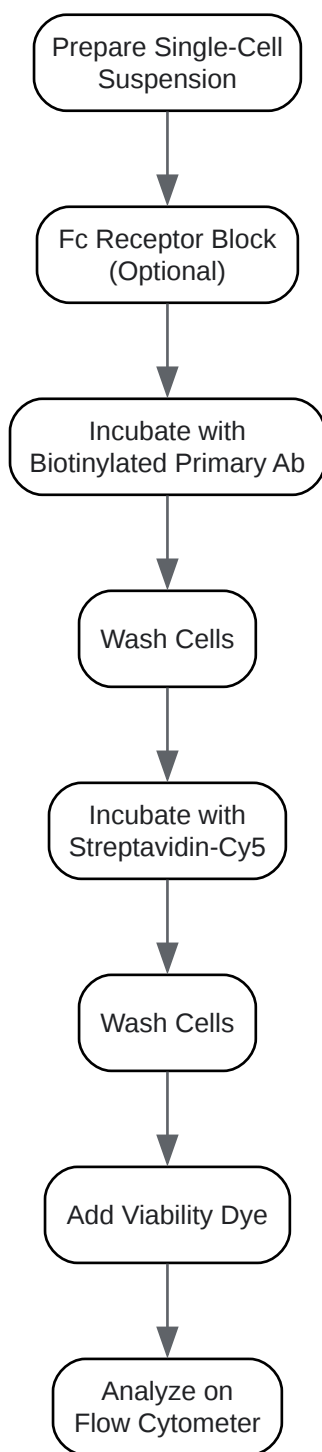 Prepare Single-Cell
Suspension
Fc Receptor Block
(Optional)
Incubate with
Biotinylated Primary Ab
Wash Cells
Incubate with
Streptavidin-Cy5
Wash Cells
Add Viability Dye
Analyze on
Flow Cytometer